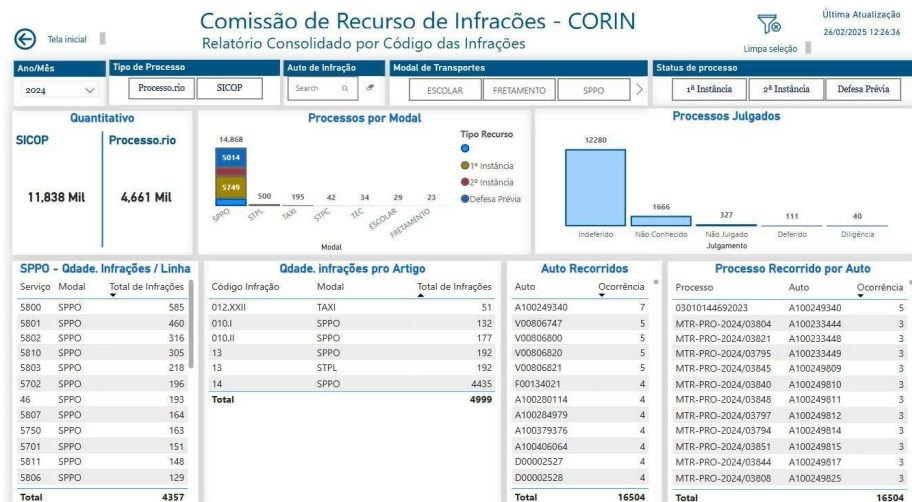 Comissão de Recurso de Infracões - CORIN
Relatório Consolidado por Código das Infrações
Tela inicial
Limpa seleção
Última Atualização
26/02/2025 12:26:36
Ano/Mês
2024
Tipo de Processo
Processo.rio SICOP
Auto de Infração
Search
Modal de Transportes
ESCOLAR FRETAMENTO SPPO
Status de processo
1ª Instância 2ª Instância Defesa Prévia
Quantitativo
SICOP Processo.rio
11,838 Mil 4,661 Mil
Processos por Modal
14.868
5014
5749
500 195 42 34 29 23
SPPO STPL TAXI STPC TEC ESCOLAR FRETAMENTO
Modal
Tipo Recurso
1ª Instância
2ª Instância
Defesa Prévia
Processos Julgados
12280 1666 327 111 40
Indeferido Não Conhecido Não Julgado Deferido Diligência
Julgamento
SPPO - Qdade. Infrações / Linha
Serviço Modal Total de Infrações
5800 SPPO 585
5801 SPPO 460
5802 SPPO 316
5810 SPPO 305
5803 SPPO 218
5702 SPPO 196
46 SPPO 193
5807 SPPO 164
5750 SPPO 163
5701 SPPO 151
5811 SPPO 148
5806 SPPO 129
Total 4357
Qdade. infrações pro Artigo
Código Infração Modal Total de Infrações
012.XXII TAXI 51
010.I SPPO 132
010.II SPPO 177
13 SPPO 192
13 STPL 192
14 SPPO 4435
Total 4999
Auto Recorridos
Auto Ocorrência
A100249340 7
V00806747 5
V00806800 5
V00806820 5
V00806821 5
F00134021 4
A100280114 4
A100284979 4
A100379376 4
A100406064 4
D00002527 4
D00002528 4
Total 16504
Processo Recorrido por Auto
Processo Auto Ocorrência
03010144692023 A100249340 5
MTR-PRO-2024/03804 A100233444 3
MTR-PRO-2024/03821 A100233448 3
MTR-PRO-2024/03795 A100233449 3
MTR-PRO-2024/03845 A100249809 3
MTR-PRO-2024/03840 A100249810 3
MTR-PRO-2024/03848 A100249811 3
MTR-PRO-2024/03797 A100249812 3
MTR-PRO-2024/03794 A100249814 3
MTR-PRO-2024/03851 A100249815 3
MTR-PRO-2024/03844 A100249817 3
MTR-PRO-2024/03808 A100249825 3
Total 16504